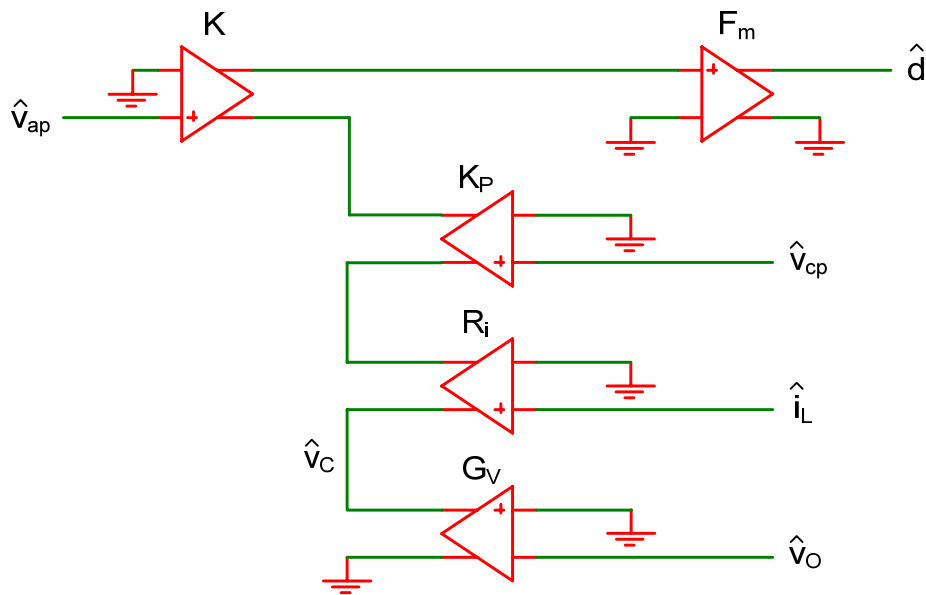 K
F_m
d̂
v̂_ap
+
+
K_P
+
v̂_cp
R_i
+
î_L
v̂_C
G_V
+
v̂_O